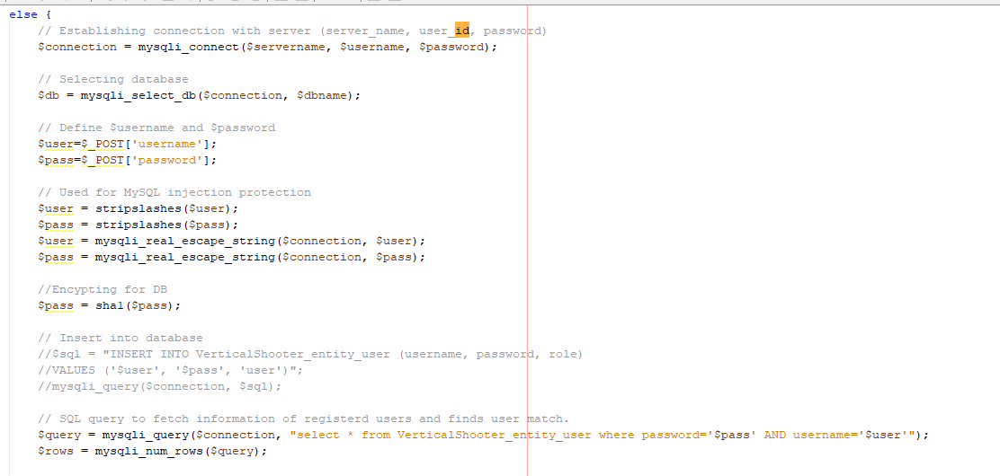 else {
// Establishing connection with server (server_name, user_id, password)
$connection = mysqli_connect($servername, $username, $password);
// Selecting database
$db = mysqli_select_db($connection, $dbname);
// Define $username and $password
$user=$_POST['username'];
$pass=$_POST['password'];
// Used for MySQL injection protection
$user = stripslashes($user);
$pass = stripslashes($pass);
$user = mysqli_real_escape_string($connection, $user);
$pass = mysqli_real_escape_string($connection, $pass);
//Encypting for DB
$pass = sha1($pass);
// Insert into database
//$sql = "INSERT INTO VerticalShooter_entity_user (username, password, role)
//VALUES ('$user', '$pass', 'user')";
//mysqli_query($connection, $sql);
// SQL query to fetch information of registerd users and finds user match.
$query = mysqli_query($connection, "select * from VerticalShooter_entity_user where password='$pass' AND username='$user'");
$rows = mysqli_num_rows($query);